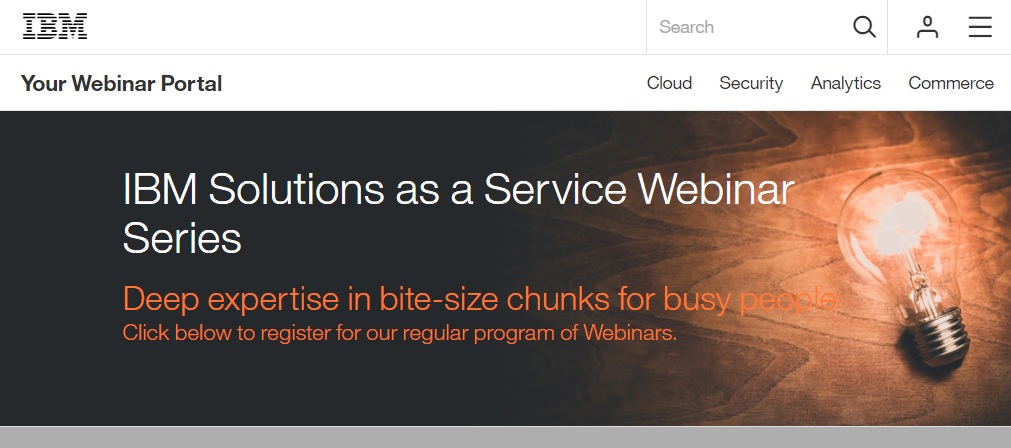 IBM
Search
Your Webinar Portal
Cloud Security Analytics Commerce
IBM Solutions as a Service Webinar
Series
Deep expertise in bite-size chunks for busy people
Click below to register for our regular program of Webinars.